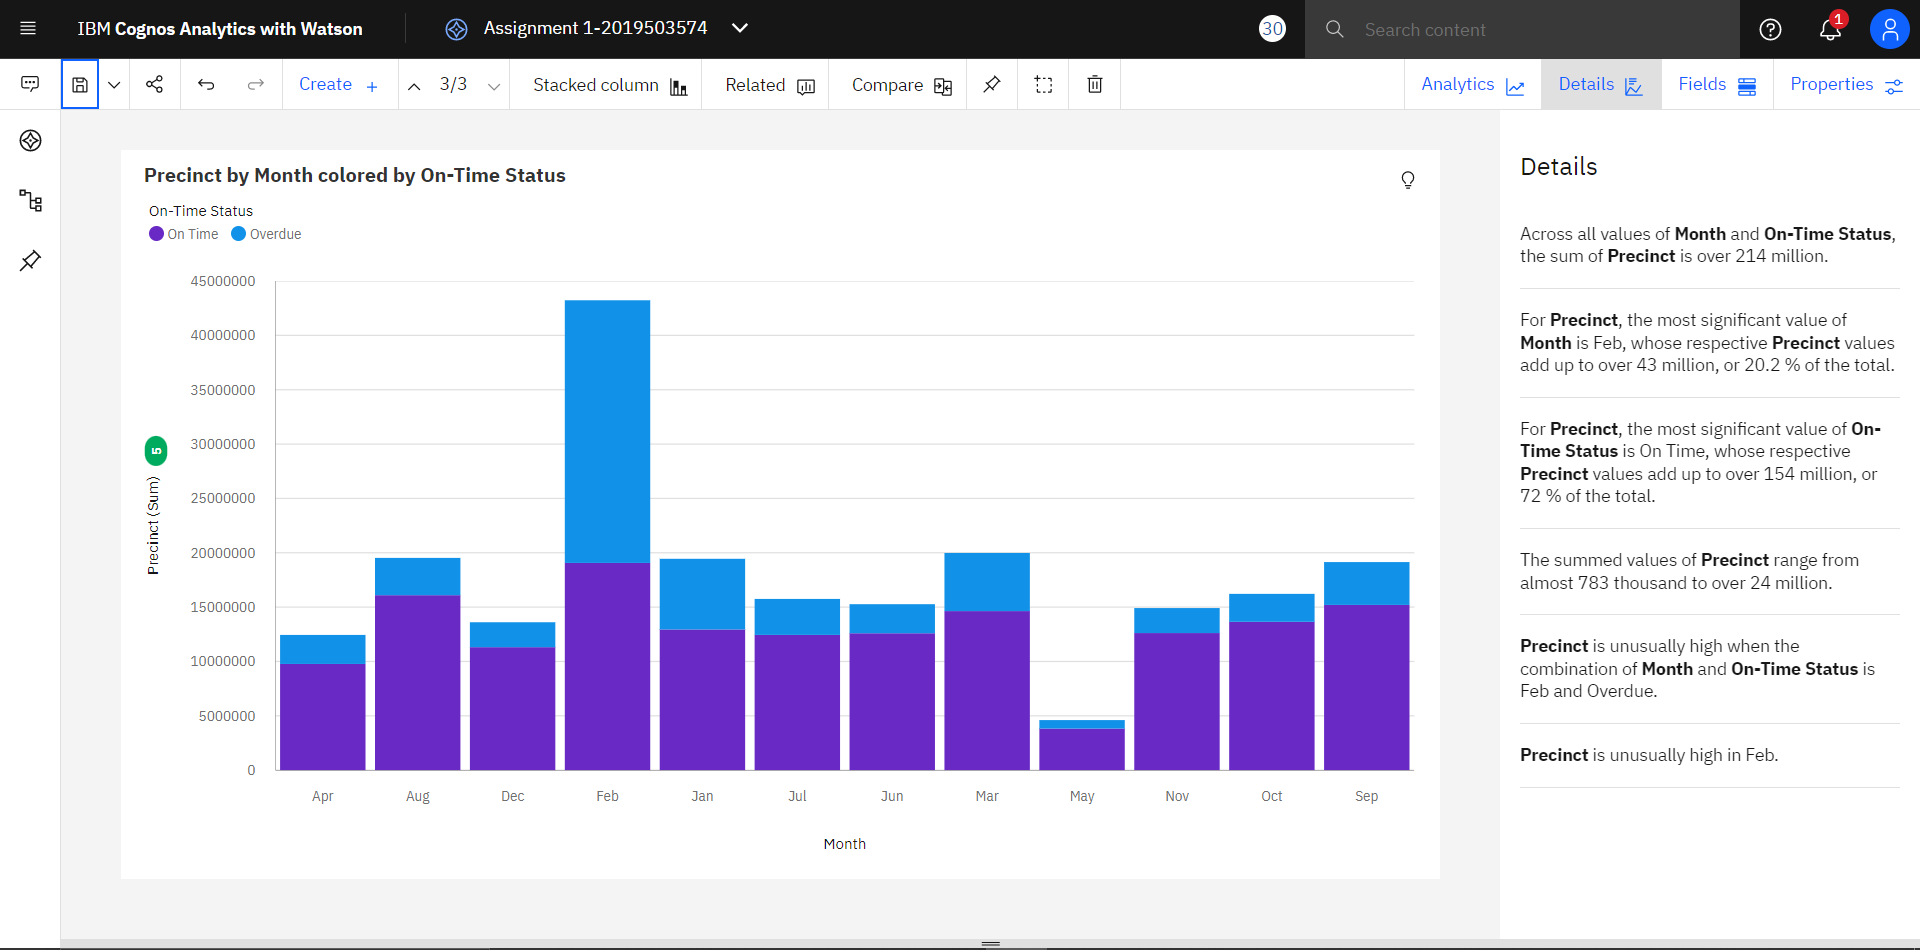 IBM Cognos Analytics with Watson
Assignment 1-2019503574
30
Search content
1
Create +
3/3
Stacked column
Related
Compare
Analytics
Details
Fields
Properties
Precinct by Month colored by On-Time Status
On-Time Status
On Time
Overdue
45000000
40000000
35000000
30000000
25000000
20000000
15000000
10000000
5000000
0
5
Precinct (Sum)
Apr
Aug
Dec
Feb
Jan
Jul
Jun
Mar
May
Nov
Oct
Sep
Month
Details
Across all values of Month and On-Time Status,
the sum of Precinct is over 214 million.
For Precinct, the most significant value of
Month is Feb, whose respective Precinct values
add up to over 43 million, or 20.2 % of the total.
For Precinct, the most significant value of On-
Time Status is On Time, whose respective
Precinct values add up to over 154 million, or
72 % of the total.
The summed values of Precinct range from
almost 783 thousand to over 24 million.
Precinct is unusually high when the
combination of Month and On-Time Status is
Feb and Overdue.
Precinct is unusually high in Feb.